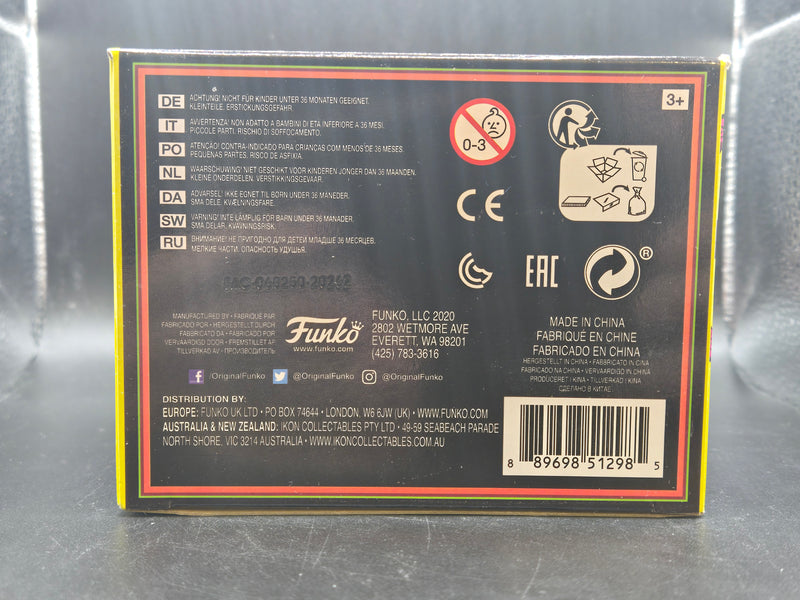 DE ACHTUNG! NICHT FÜR KINDER UNTER 36 MONATEN GEEIGNET.
KLEINTEILE. ERSTICKUNGSGEFAHR.
IT AVVERTENZA! NON ADATTO A BAMBINI DI ETÀ INFERIORE A 36 MESI.
PICCOLE PARTI. RISCHIO DI SOFFOCAMENTO.
PO ATENÇÃO! CONTRA-INDICADO PARA CRIANÇAS COM MENOS DE 36 MESES.
PEQUENAS PARTES. RISCO DE ASFIXIA.
NL WAARSCHUWING! NIET GESCHIKT VOOR KINDEREN JONGER DAN 36 MAANDEN.
KLEINE ONDERDELEN. VERSTIKKINGSGEVAAR.
DA ADVARSEL! IKKE EGNET TIL BØRN UNDER 36 MÅNEDER.
SMÅ DELE. KVÆLNINGSFARE.
SW VARNING! INTE LÄMPLIG FÖR BARN UNDER 36 MÅNADER.
SMÅ DELAR. KVÄVNINGSRISK.
RU ВНИМАНИЕ! НЕ ПРИГОДНО ДЛЯ ДЕТЕЙ МЛАДШЕ 36 МЕСЯЦЕВ.
МЕЛКИЕ ЧАСТИ. ОПАСНОСТЬ УДУШЬЯ.
0-3
3+
CE
EAC
®
MANUFACTURED BY • FABRIQUÉ PAR
FABRICADO POR • HERGESTELLT DURCH
FABBRICATO DA • FABRICADO POR
VERVAARDIGD DOOR • FREMSTILLET AF
TILLVERKAD AV • ПРОИЗВОДИТЕЛЬ
Funko
www.funko.com
FUNKO, LLC 2020
2802 WETMORE AVE
EVERETT, WA 98201
(425) 783-3616
/OriginalFunko @OriginalFunko @OriginalFunko
MADE IN CHINA
FABRIQUÉ EN CHINE
FABRICADO EN CHINA
HERGESTELLT IN CHINA • FABBRICATO IN CINA
FABRICADO NA CHINA • VERVAARDIGD IN CHINA
PRODUCERET I KINA • TILLVERKAD I KINA
СДЕЛАНО В КИТАЕ
DISTRIBUTION BY:
EUROPE: FUNKO UK LTD • PO BOX 74644 • LONDON, W6 6JW (UK) • WWW.FUNKO.COM
AUSTRALIA & NEW ZEALAND: IKON COLLECTABLES PTY LTD • 49-59 SEABEACH PARADE
NORTH SHORE, VIC 3214 AUSTRALIA • WWW.IKONCOLLECTABLES.COM.AU
8 89698 51298 5